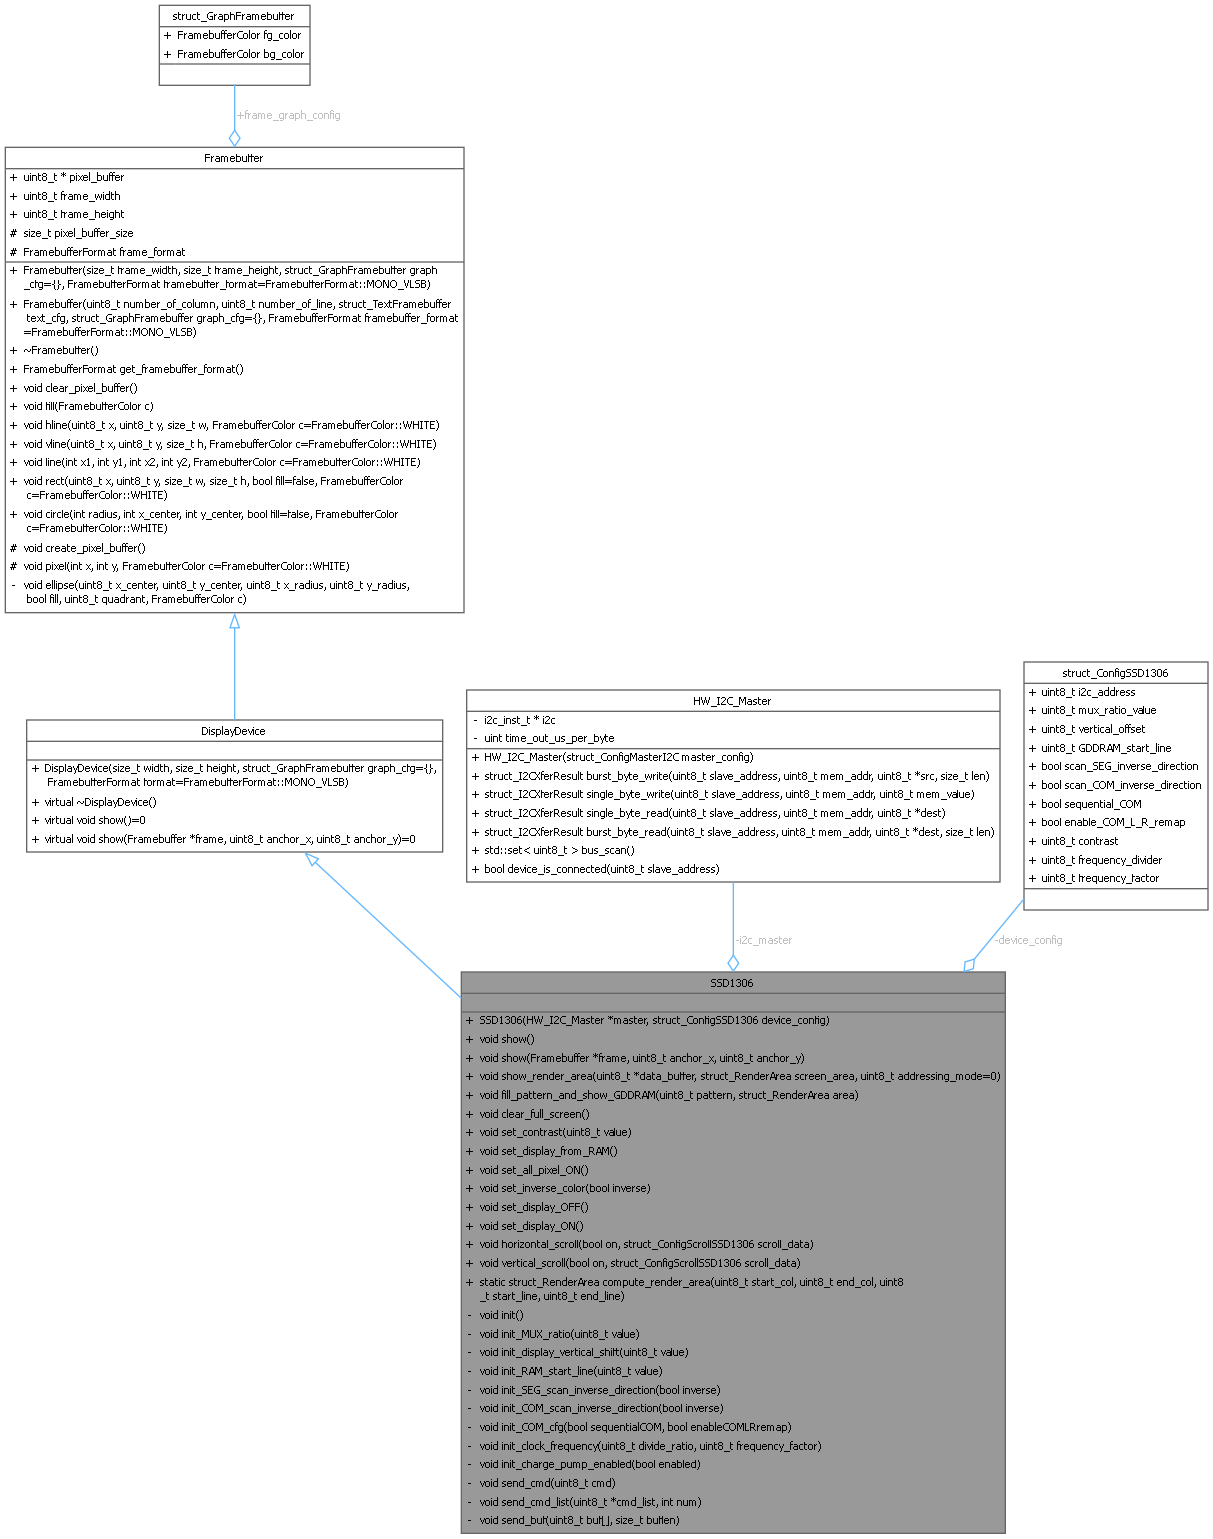 struct_GraphFramebuffer
+ FramebufferColor fg_color
+ FramebufferColor bg_color
+frame_graph_config
Framebuffer
+ uint8_t * pixel_buffer
+ uint8_t frame_width
+ uint8_t frame_height
# size_t pixel_buffer_size
# FramebufferFormat frame_format
+ Framebuffer(size_t frame_width, size_t frame_height, struct_GraphFramebuffer graph
_cfg={}, FramebufferFormat framebuffer_format=FramebufferFormat::MONO_VLSB)
+ Framebuffer(uint8_t number_of_column, uint8_t number_of_line, struct_TextFramebuffer
text_cfg, struct_GraphFramebuffer graph_cfg={}, FramebufferFormat framebuffer_format
=FramebufferFormat::MONO_VLSB)
+ ~Framebuffer()
+ FramebufferFormat get_framebuffer_format()
+ void clear_pixel_buffer()
+ void fill(FramebufferColor c)
+ void hline(uint8_t x, uint8_t y, size_t w, FramebufferColor c=FramebufferColor::WHITE)
+ void vline(uint8_t x, uint8_t y, size_t h, FramebufferColor c=FramebufferColor::WHITE)
+ void line(int x1, int y1, int x2, int y2, FramebufferColor c=FramebufferColor::WHITE)
+ void rect(uint8_t x, uint8_t y, size_t w, size_t h, bool fill=false, FramebufferColor
c=FramebufferColor::WHITE)
+ void circle(int radius, int x_center, int y_center, bool fill=false, FramebufferColor
c=FramebufferColor::WHITE)
# void create_pixel_buffer()
# void pixel(int x, int y, FramebufferColor c=FramebufferColor::WHITE)
- void ellipse(uint8_t x_center, uint8_t y_center, uint8_t x_radius, uint8_t y_radius,
bool fill, uint8_t quadrant, FramebufferColor c)
DisplayDevice
+ DisplayDevice(size_t width, size_t height, struct_GraphFramebuffer graph_cfg={},
FramebufferFormat format=FramebufferFormat::MONO_VLSB)
+ virtual ~DisplayDevice()
+ virtual void show()=0
+ virtual void show(Framebuffer *frame, uint8_t anchor_x, uint8_t anchor_y)=0
HW_I2C_Master
- i2c_inst_t * i2c
- uint time_out_us_per_byte
+ HW_I2C_Master(struct_ConfigMasterI2C master_config)
+ struct_I2CXferResult burst_byte_write(uint8_t slave_address, uint8_t mem_addr, uint8_t *src, size_t len)
+ struct_I2CXferResult single_byte_write(uint8_t slave_address, uint8_t mem_addr, uint8_t mem_value)
+ struct_I2CXferResult single_byte_read(uint8_t slave_address, uint8_t mem_addr, uint8_t *dest)
+ struct_I2CXferResult burst_byte_read(uint8_t slave_address, uint8_t mem_addr, uint8_t *dest, size_t len)
+ std::set< uint8_t > bus_scan()
+ bool device_is_connected(uint8_t slave_address)
struct_ConfigSSD1306
+ uint8_t i2c_address
+ uint8_t mux_ratio_value
+ uint8_t vertical_offset
+ uint8_t GDDRAM_start_line
+ bool scan_SEG_inverse_direction
+ bool scan_COM_inverse_direction
+ bool sequential_COM
+ bool enable_COM_L_R_remap
+ uint8_t contrast
+ uint8_t frequency_divider
+ uint8_t frequency_factor
-i2c_master
-device_config
SSD1306
+ SSD1306(HW_I2C_Master *master, struct_ConfigSSD1306 device_config)
+ void show()
+ void show(Framebuffer *frame, uint8_t anchor_x, uint8_t anchor_y)
+ void show_render_area(uint8_t *data_buffer, struct_RenderArea screen_area, uint8_t addressing_mode=0)
+ void fill_pattern_and_show_GDDRAM(uint8_t pattern, struct_RenderArea area)
+ void clear_full_screen()
+ void set_contrast(uint8_t value)
+ void set_display_from_RAM()
+ void set_all_pixel_ON()
+ void set_inverse_color(bool inverse)
+ void set_display_OFF()
+ void set_display_ON()
+ void horizontal_scroll(bool on, struct_ConfigScrollSSD1306 scroll_data)
+ void vertical_scroll(bool on, struct_ConfigScrollSSD1306 scroll_data)
+ static struct_RenderArea compute_render_area(uint8_t start_col, uint8_t end_col, uint8
_t start_line, uint8_t end_line)
- void init()
- void init_MUX_ratio(uint8_t value)
- void init_display_vertical_shift(uint8_t value)
- void init_RAM_start_line(uint8_t value)
- void init_SEG_scan_inverse_direction(bool inverse)
- void init_COM_scan_inverse_direction(bool inverse)
- void init_COM_cfg(bool sequentialCOM, bool enableCOMLRremap)
- void init_clock_frequency(uint8_t divide_ratio, uint8_t frequency_factor)
- void init_charge_pump_enabled(bool enabled)
- void send_cmd(uint8_t cmd)
- void send_cmd_list(uint8_t *cmd_list, int num)
- void send_buf(uint8_t buf[], size_t buflen)